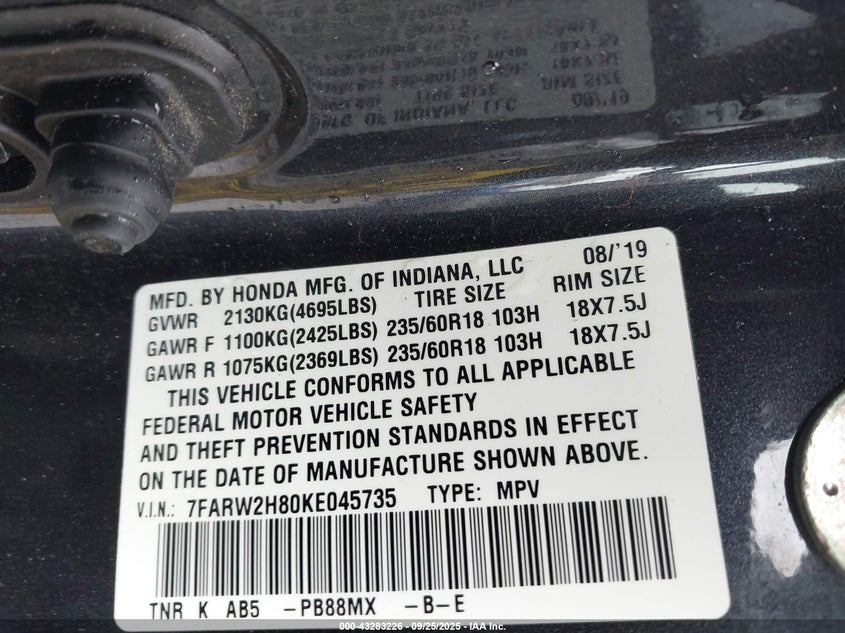 MFD. BY HONDA MFG. OF INDIANA, LLC 08/'19
GVWR 2130KG(4695LBS) TIRE SIZE RIM SIZE
GAWR F 1100KG(2425LBS) 235/60R18 103H 18X7.5J
GAWR R 1075KG(2369LBS) 235/60R18 103H 18X7.5J
THIS VEHICLE CONFORMS TO ALL APPLICABLE
FEDERAL MOTOR VEHICLE SAFETY
AND THEFT PREVENTION STANDARDS IN EFFECT
ON THE DATE OF MANUFACTURE SHOWN ABOVE.
V.I.N.: 7FARW2H80KE045735 TYPE: MPV
TNR K AB5 -PB88MX -B-E
000-43283226 - 09/25/2025 - IAA Inc.